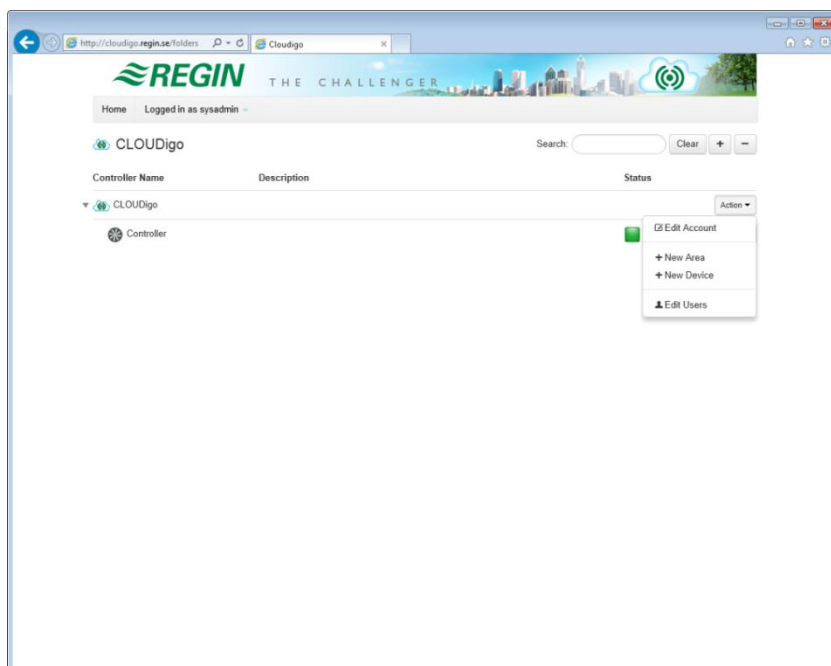 http://cloudigo.regin.se/folders
Cloudigo
REGIN THE CHALLENGER
Home Logged in as sysadmin
CLOUDigo Search: Clear + −
Controller Name Description Status
CLOUDigo Action
Controller
Edit Account
+ New Area
+ New Device
Edit Users